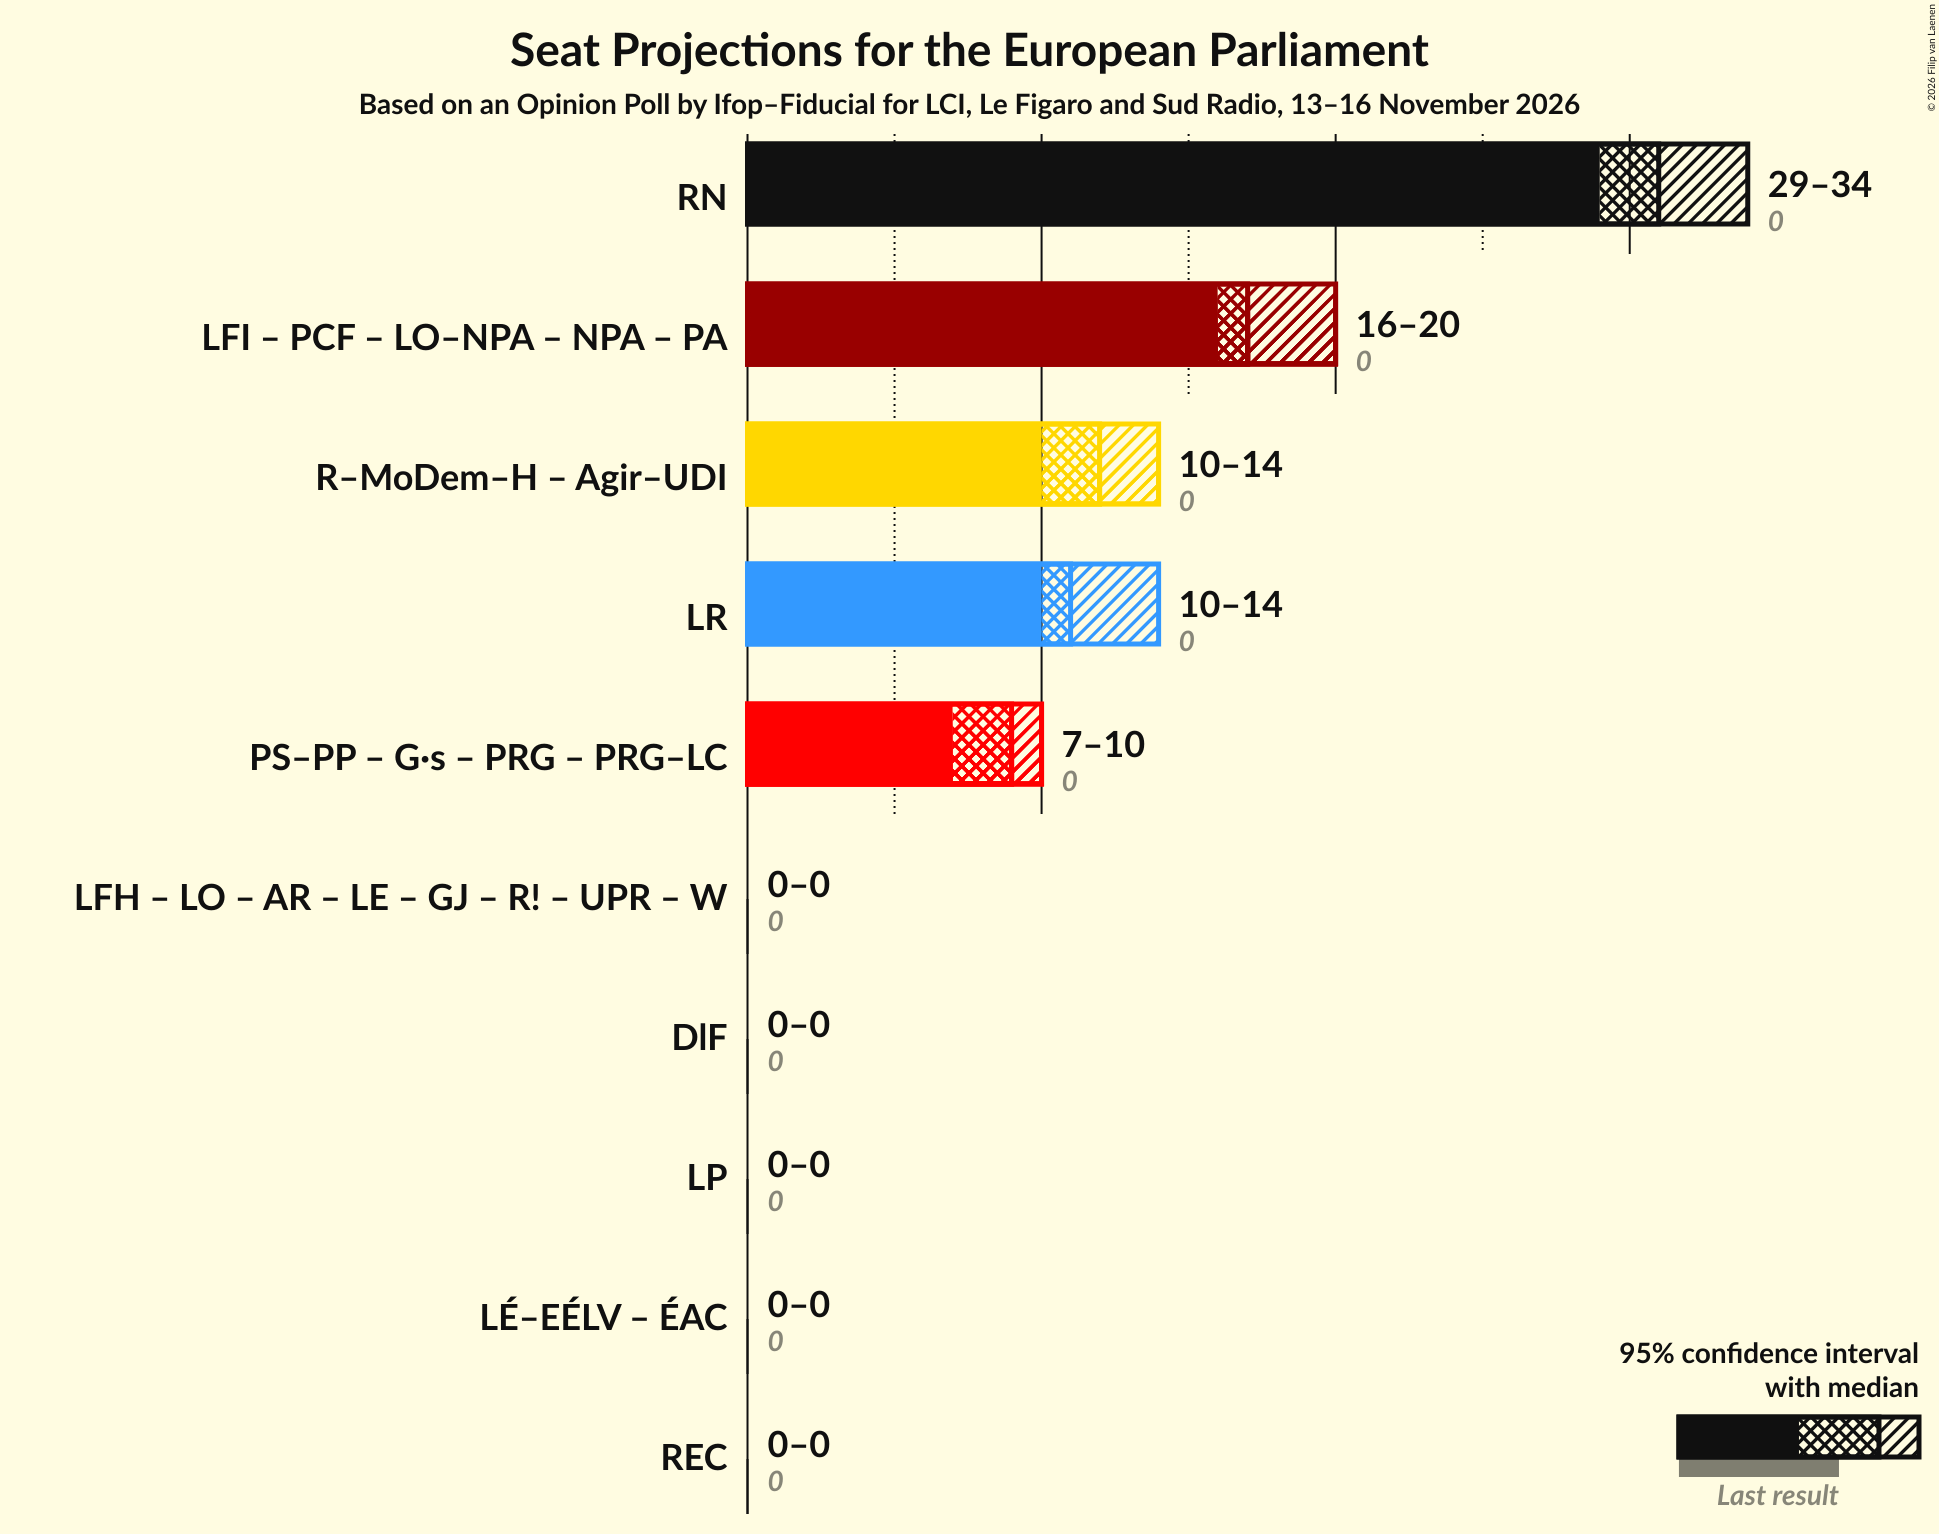 Seat Projections for the European Parliament
Based on an Opinion Poll by Ifop–Fiducial for LCI, Le Figaro and Sud Radio, 13–16 November 2026
© 2026 Filip van Laenen
RN
29–34
0
LFI – PCF – LO–NPA – NPA – PA
16–20
0
R–MoDem–H – Agir–UDI
10–14
0
LR
10–14
0
PS–PP – G·s – PRG – PRG–LC
7–10
0
LFH – LO – AR – LE – GJ – R! – UPR – W
0–0
0
DlF
0–0
0
LP
0–0
0
LÉ–EÉLV – ÉAC
0–0
0
REC
0–0
0
95% confidence interval
with median
Last result